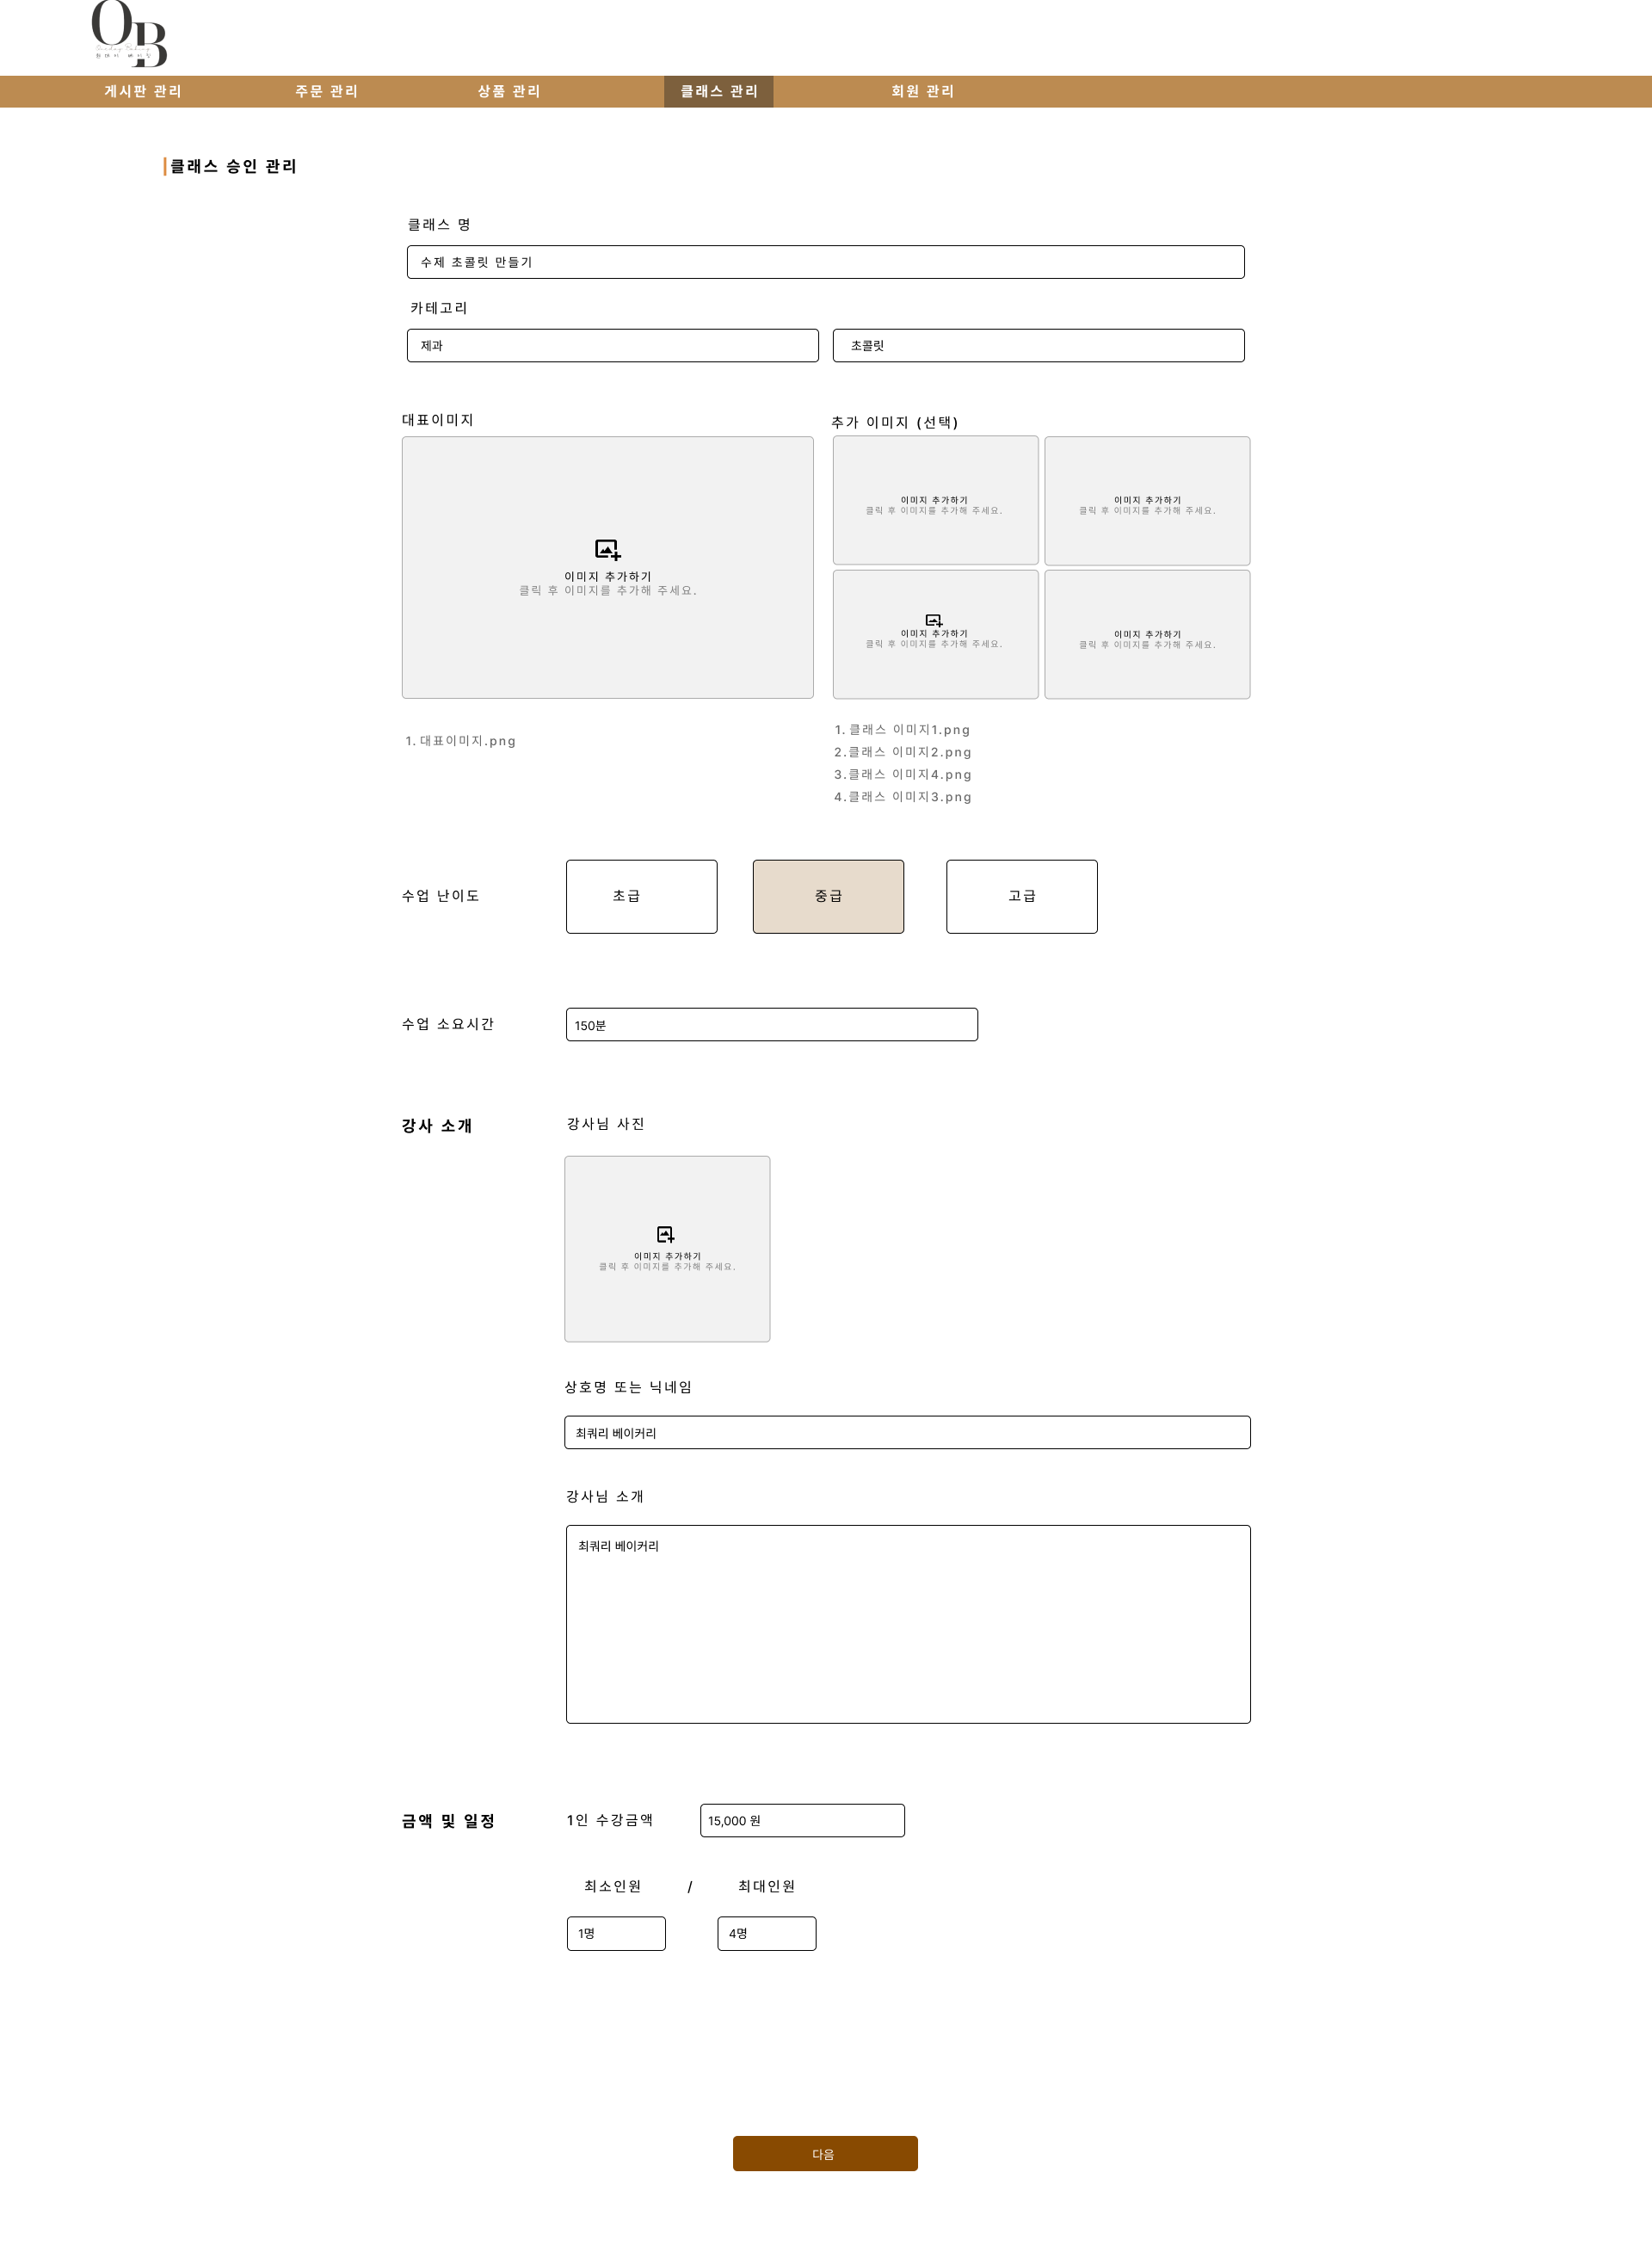 OB
게시판 관리
주문 관리
상품 관리
클래스 관리
회원 관리
클래스 승인 관리
클래스 명
수제 초콜릿 만들기
카테고리
제과
초콜릿
대표이미지
추가 이미지 (선택)
이미지 추가하기
클릭 후 이미지를 추가해 주세요.
이미지 추가하기
클릭 후 이미지를 추가해 주세요.
이미지 추가하기
클릭 후 이미지를 추가해 주세요.
이미지 추가하기
클릭 후 이미지를 추가해 주세요.
이미지 추가하기
클릭 후 이미지를 추가해 주세요.
1. 대표이미지.png
1. 클래스 이미지1.png
2.클래스 이미지2.png
3.클래스 이미지4.png
4.클래스 이미지3.png
수업 난이도
초급
중급
고급
수업 소요시간
150분
강사 소개
강사님 사진
이미지 추가하기
클릭 후 이미지를 추가해 주세요.
상호명 또는 닉네임
최쿼리 베이커리
강사님 소개
최쿼리 베이커리
금액 및 일정
1인 수강금액
15,000 원
최소인원 / 최대인원
1명
4명
다음